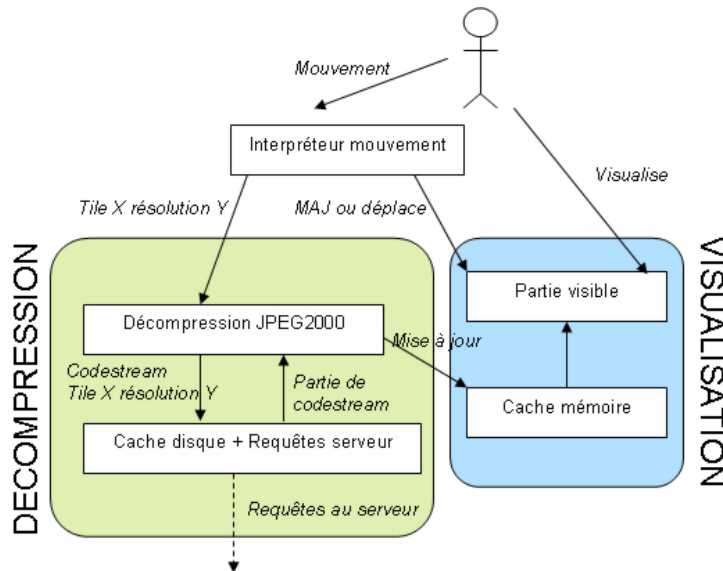 Mouvement
Interpréteur mouvement
Visualise
Tile X résolution Y
MAJ ou déplace
DECOMPRESSION
VISUALISATION
Partie visible
Décompression JPEG2000
Mise à jour
Codestream
Tile X résolution Y
Partie de
codestream
Cache mémoire
Cache disque + Requêtes serveur
Requêtes au serveur